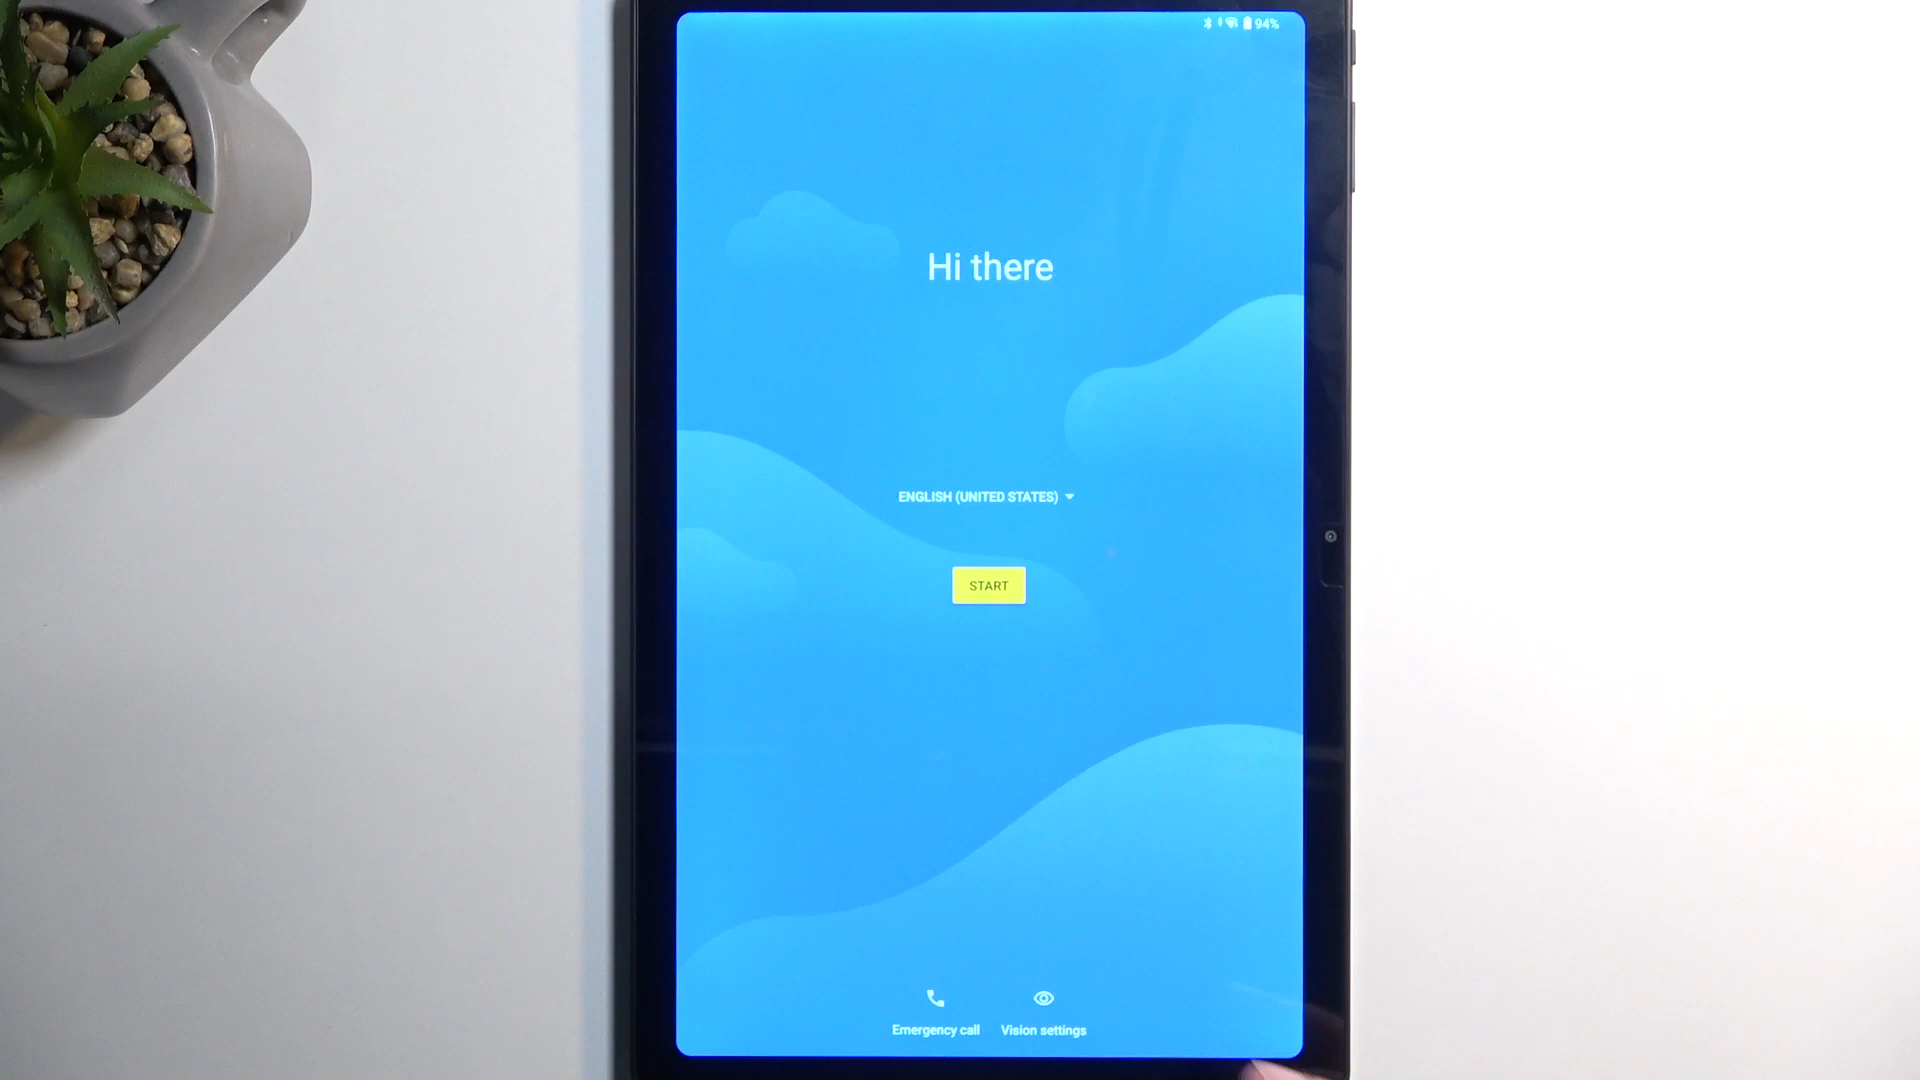 94%
Hi there
ENGLISH (UNITED STATES)
START
Emergency call
Vision settings